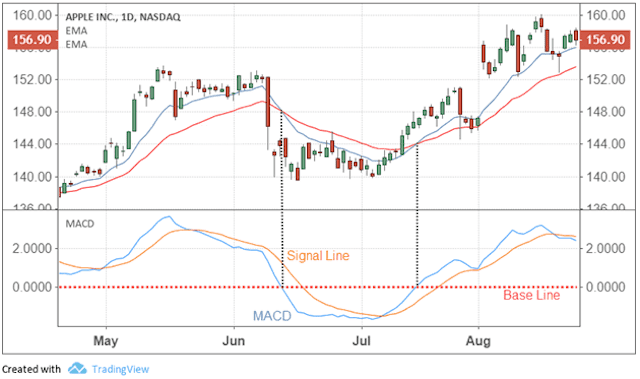 160.00 APPLE INC., 1D, NASDAQ 160.00
EMA
156.90 EMA 156.90
156.00 156.00
152.00 152.00
148.00 148.00
144.00 144.00
140.00 140.00
136.00 136.00
MACD
2.0000 Signal Line 2.0000
0.0000 0.0000
Base Line
MACD
May Jun Jul Aug
Created with TradingView